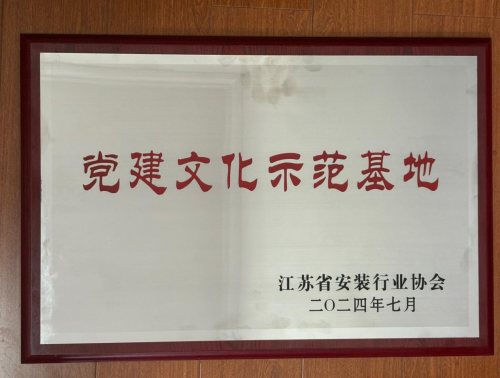 党建文化示范基地
江苏省安装行业协会
二〇二四年七月